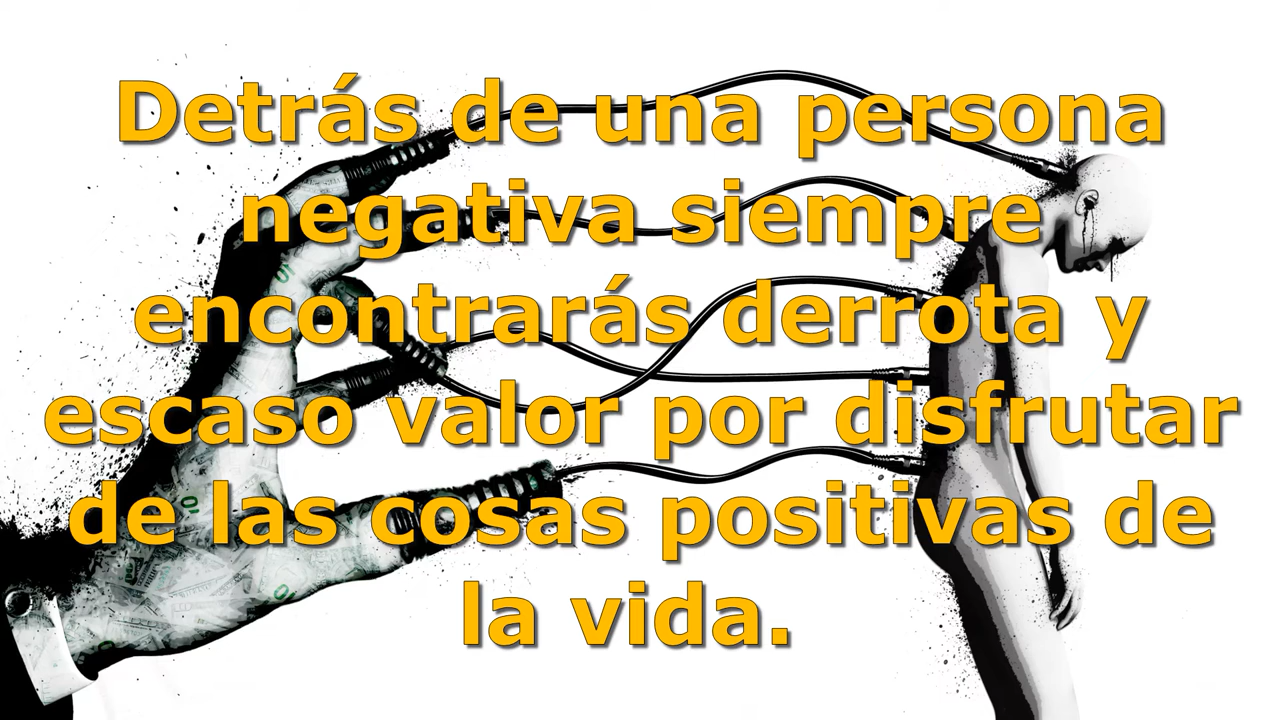 Detrás de una persona
negativa siempre
encontrarás derrota y
escaso valor por disfrutar
de las cosas positivas de
la vida.